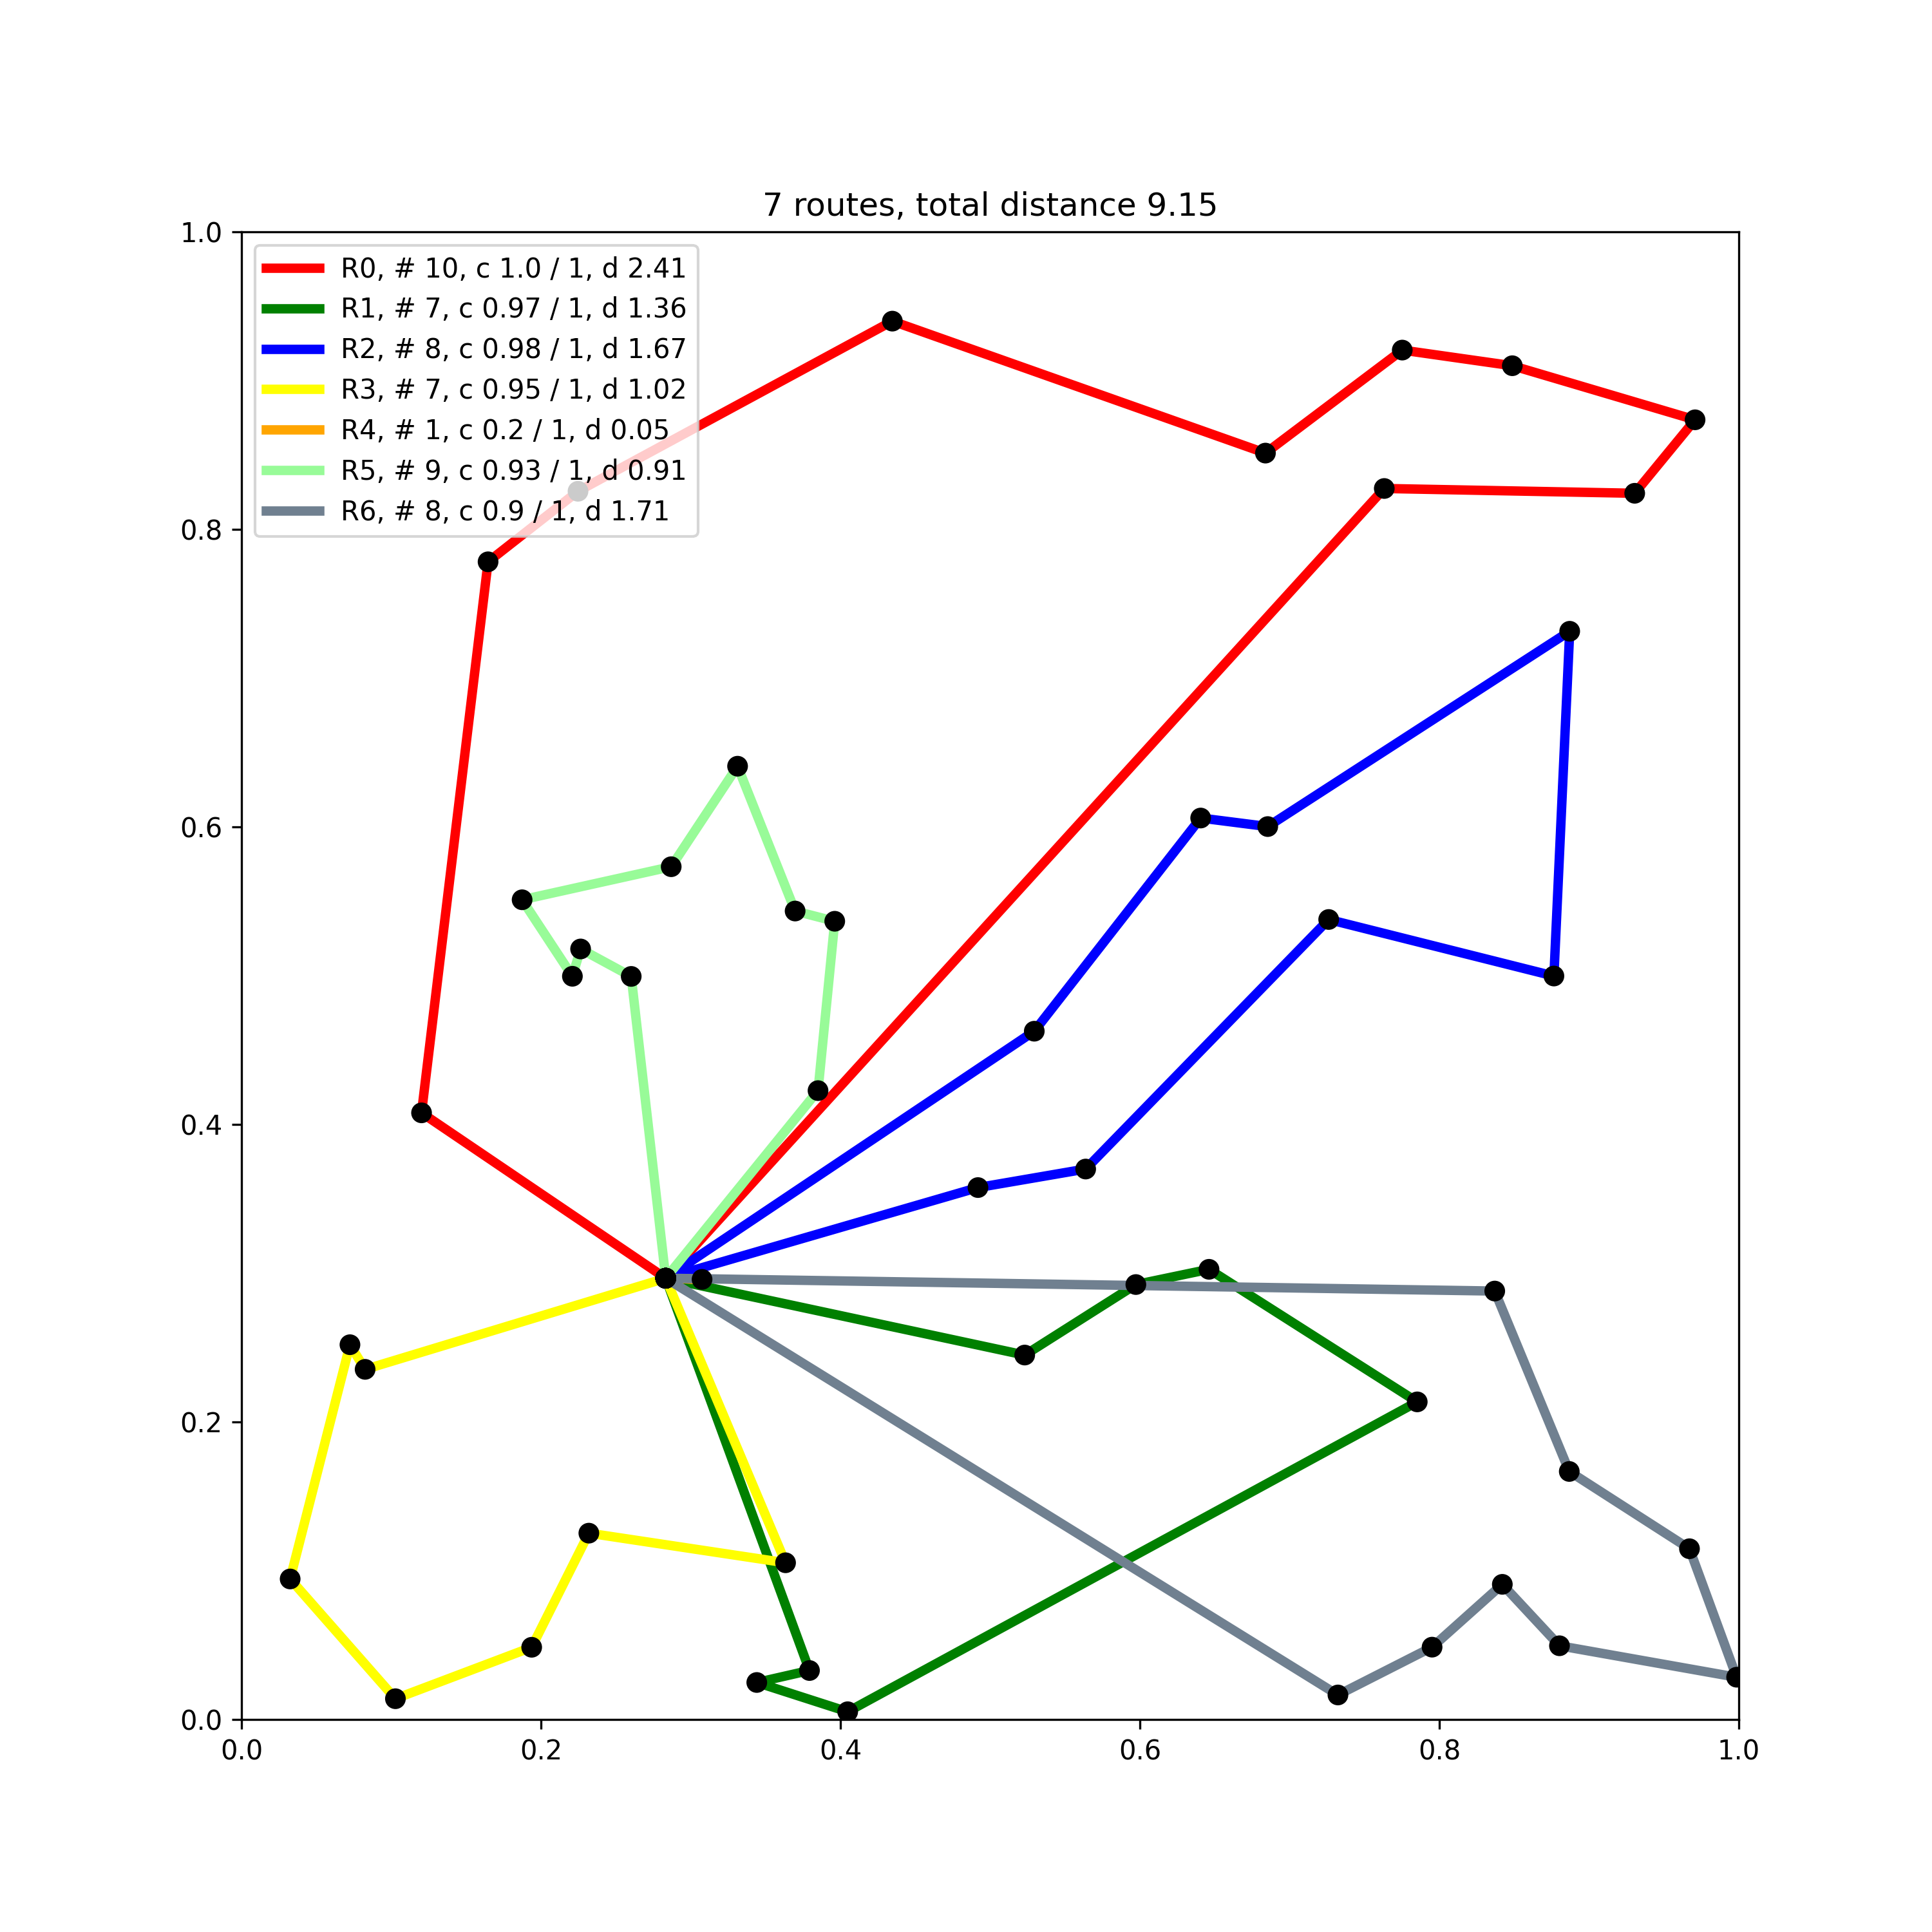 7 routes, total distance 9.15
1.0
R0, # 10, c 1.0 / 1, d 2.41
R1, # 7, c 0.97 / 1, d 1.36
R2, # 8, c 0.98 / 1, d 1.67
R3, # 7, c 0.95 / 1, d 1.02
R4, # 1, c 0.2 / 1, d 0.05
R5, # 9, c 0.93 / 1, d 0.91
R6, # 8, c 0.9 / 1, d 1.71
0.8
0.6
0.4
0.2
0.0
0.0 0.2 0.4 0.6 0.8 1.0